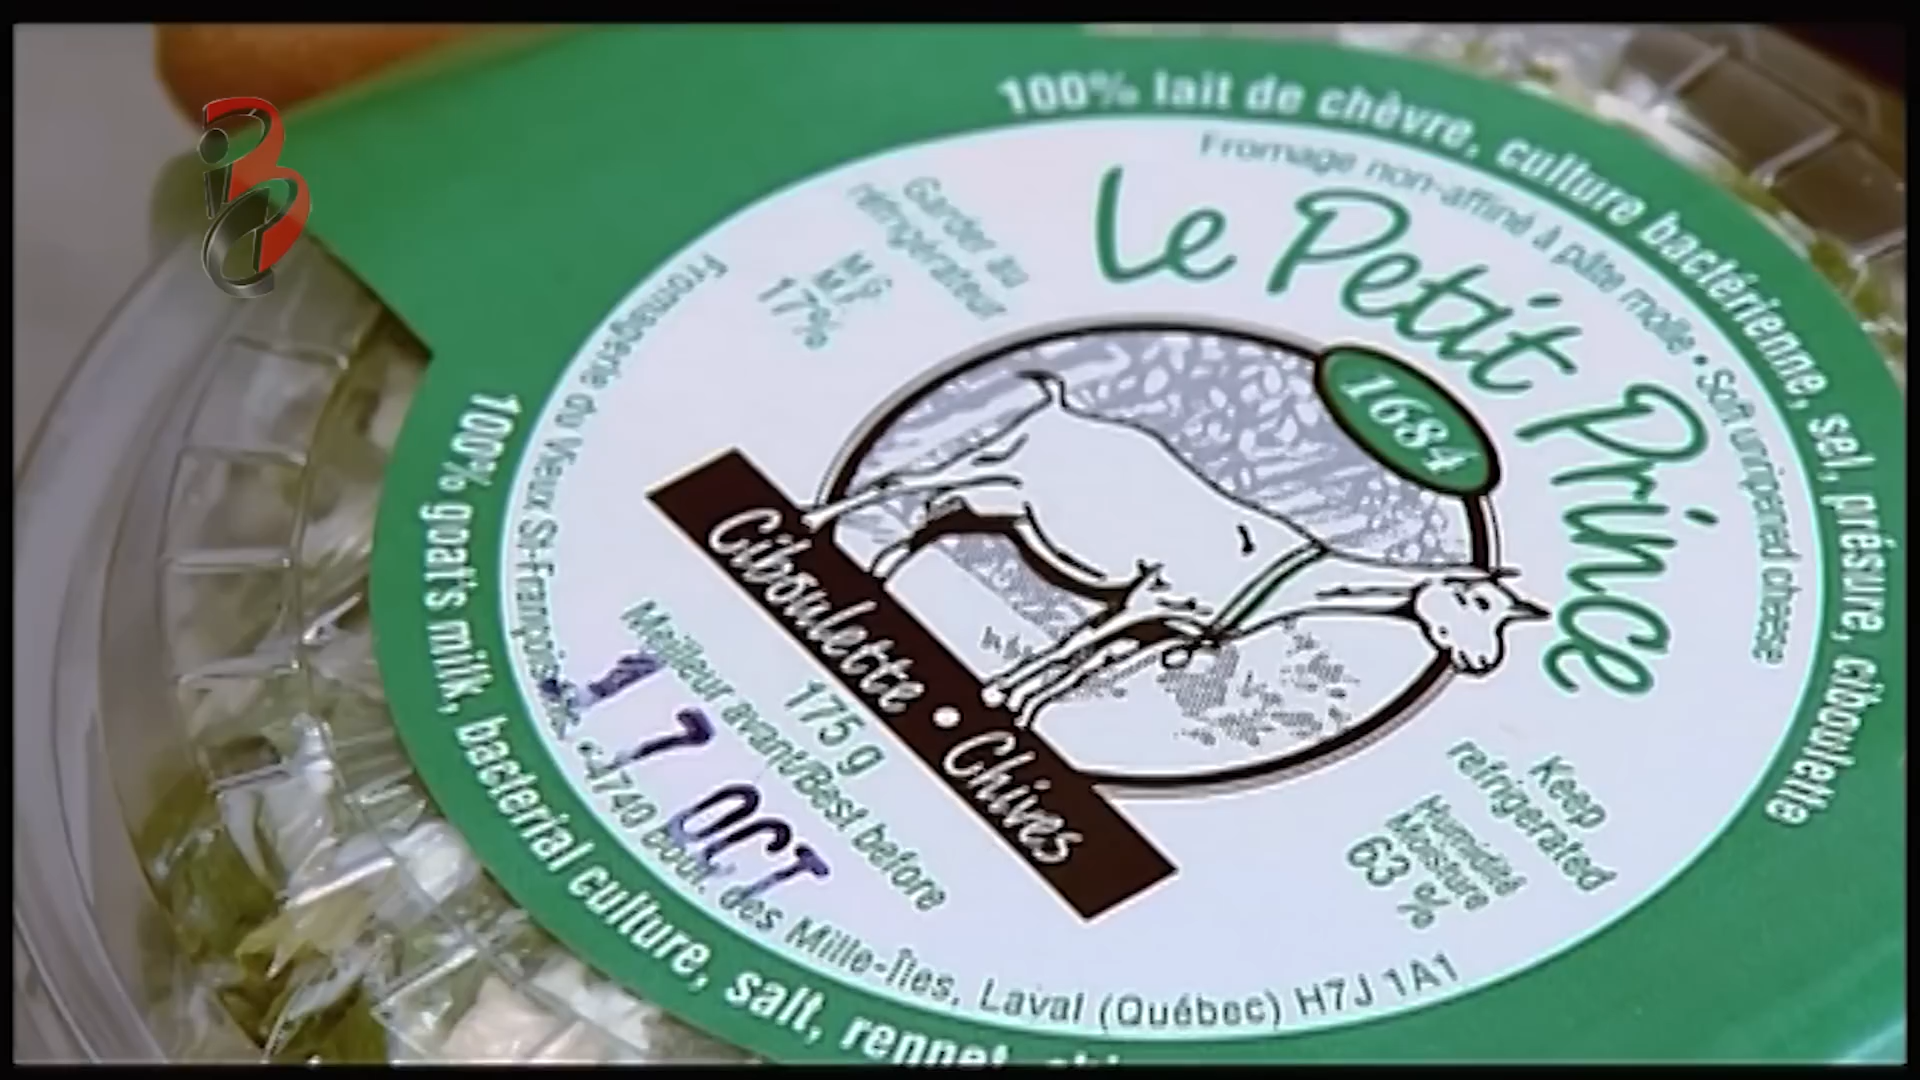 100% lait de chèvre, culture bactérienne, sel, présure, ciboulette
Fromage non-affiné à pâte molle • Soft unripened cheese
Le Petit Prince
1684
Garder au
réfrigérateur
M.G.
M.F.
17%
Ciboulette • Chives
175 g
Meilleur avant/Best before
17 OCT
Keep
refrigerated
Humidité
Moisture
63 %
Fromagerie du Vieux St-François 4740 boul. des Mille-Îles, Laval (Québec) H7J 1A1
100% goat's milk, bacterial culture, salt, rennet,